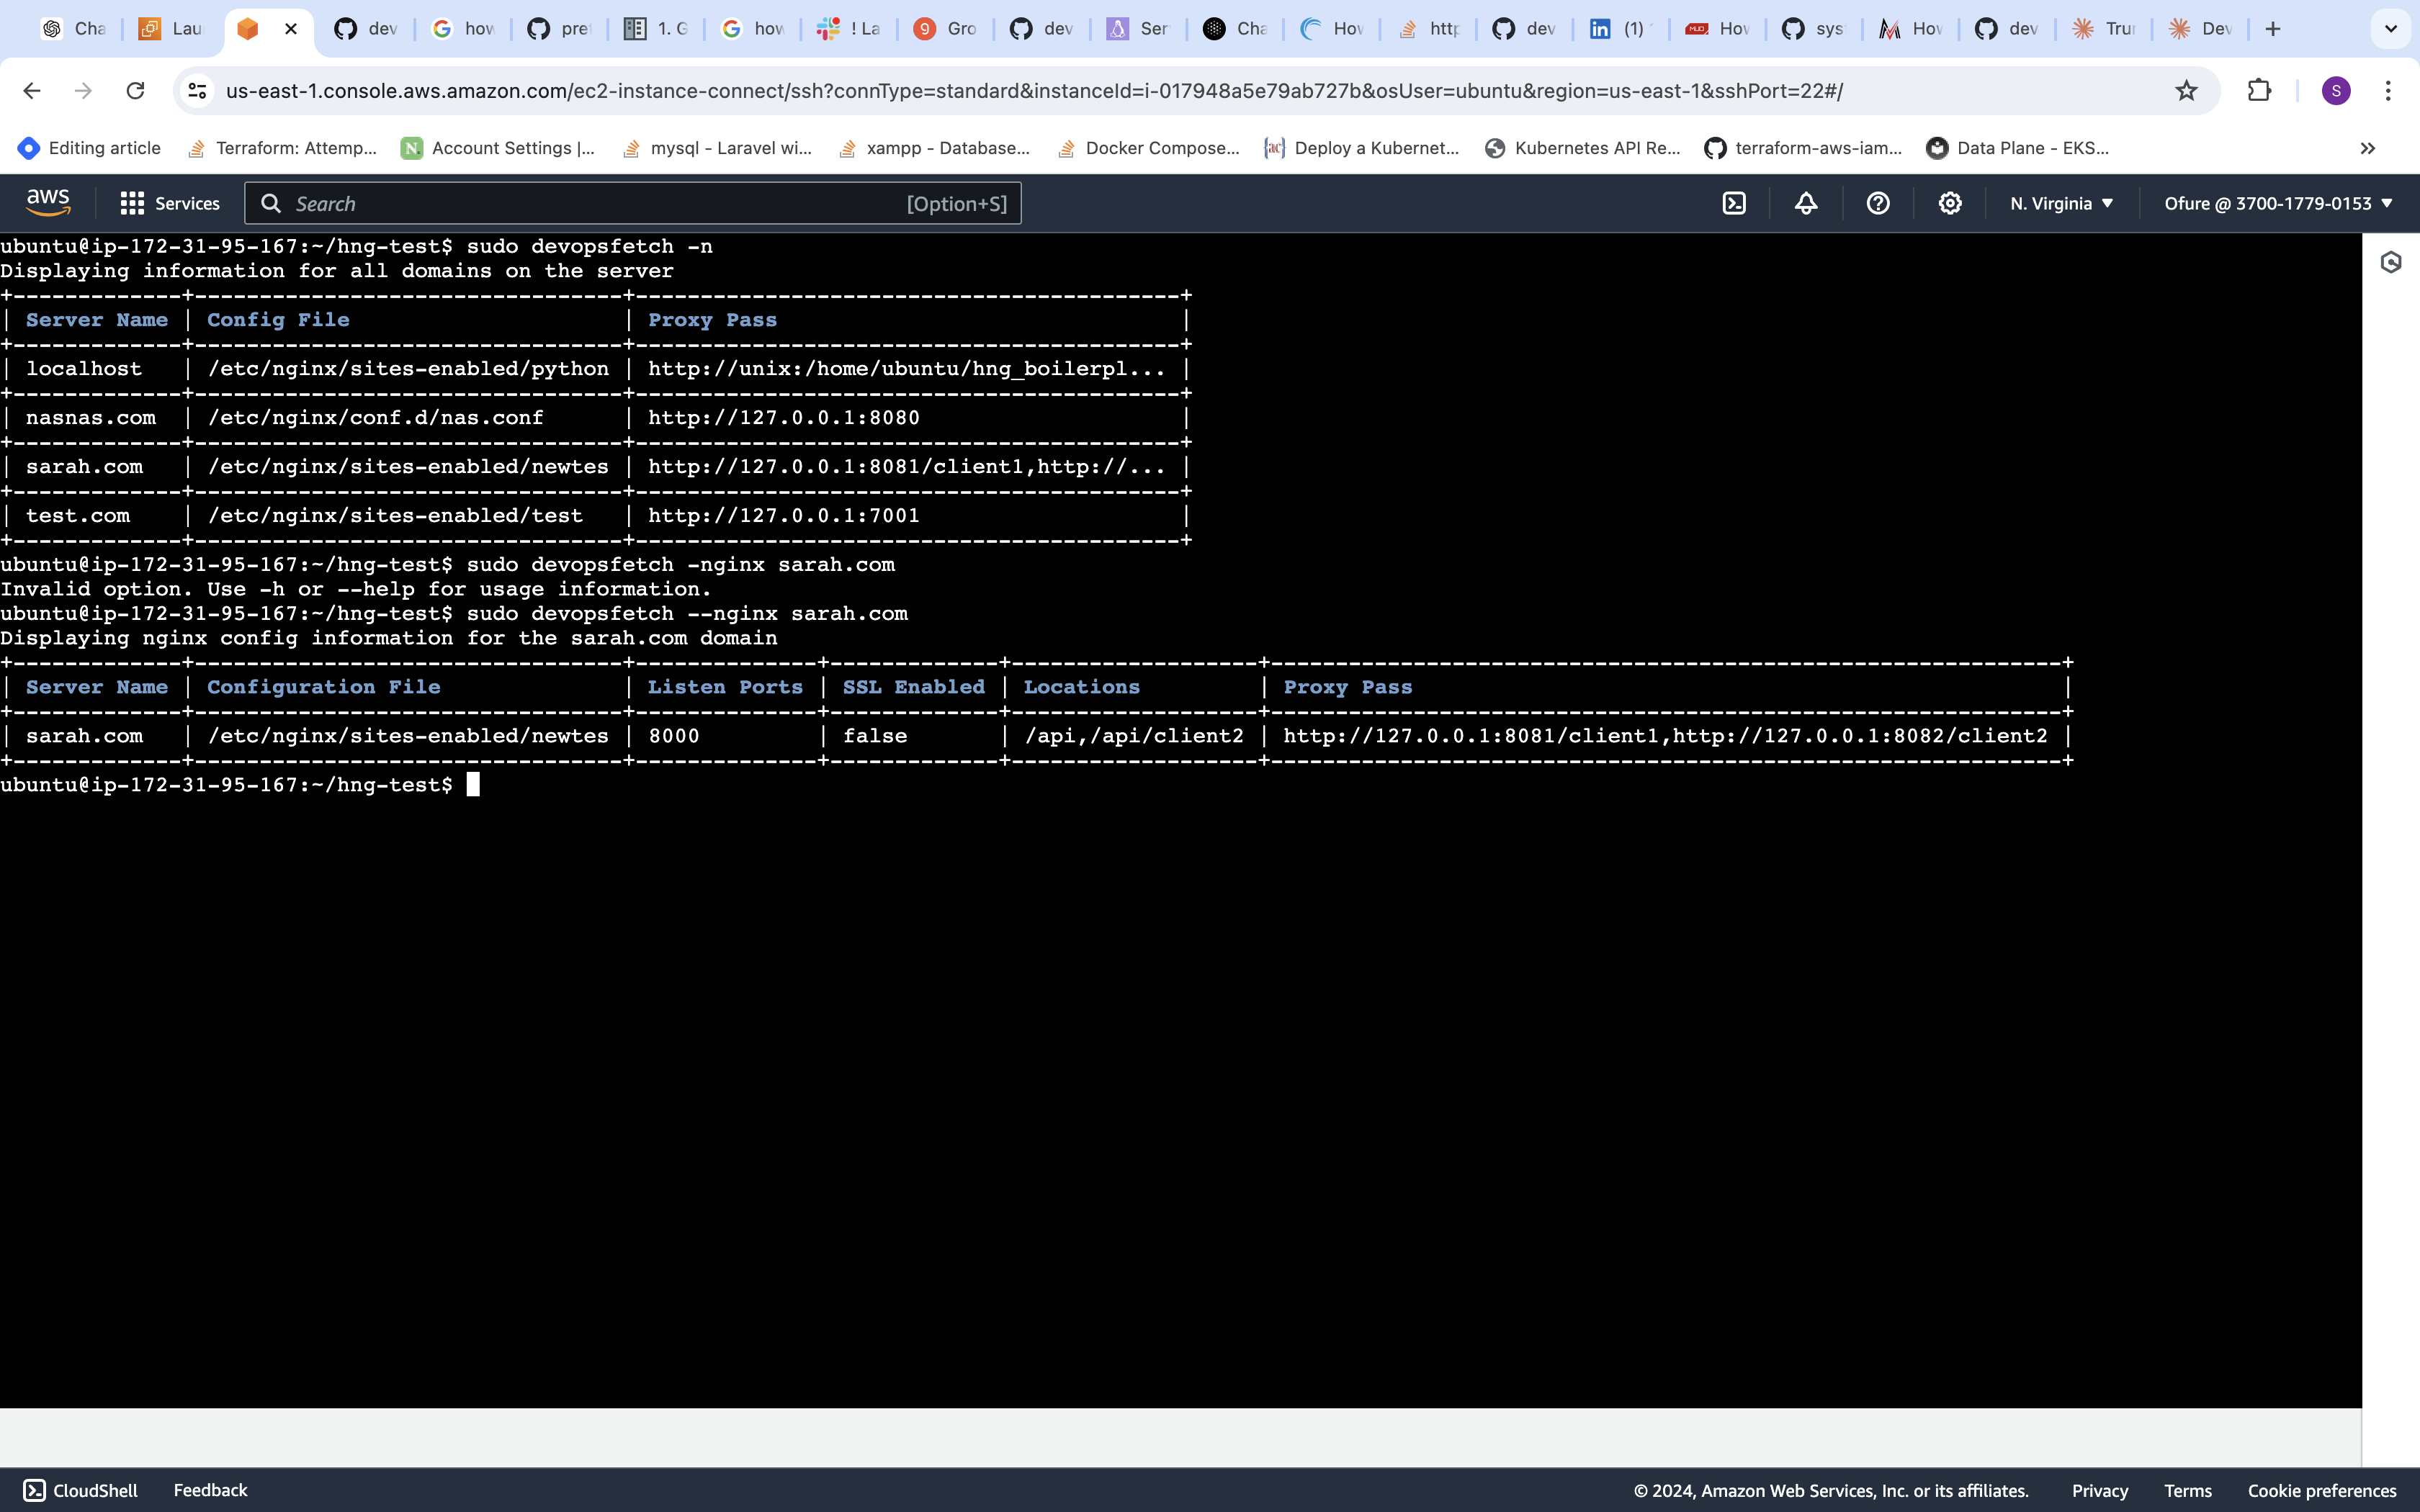 Cha
Lau
dev
how
pre
1. G
how
! La
Gro
dev
Ser
Cha
How
http
dev
(1)
How
sys
How
dev
Tru
Dev
us-east-1.console.aws.amazon.com/ec2-instance-connect/ssh?connType=standard&instanceId=i-017948a5e79ab727b&osUser=ubuntu&region=us-east-1&sshPort=22#/
S
Editing article
Terraform: Attemp...
Account Settings |...
mysql - Laravel wi...
xampp - Database...
Docker Compose...
Deploy a Kubernet...
Kubernetes API Re...
terraform-aws-iam...
Data Plane - EKS...
aws
Services
Search
[Option+S]
N. Virginia
Ofure @ 3700-1779-0153
ubuntu@ip-172-31-95-167:~/hng-test$ sudo devopsfetch -n
Displaying information for all domains on the server
+-------------+---------------------------------+------------------------------------------+
| Server Name | Config File                     | Proxy Pass                               |
+-------------+---------------------------------+------------------------------------------+
| localhost   | /etc/nginx/sites-enabled/python | http://unix:/home/ubuntu/hng_boilerpl... |
+-------------+---------------------------------+------------------------------------------+
| nasnas.com  | /etc/nginx/conf.d/nas.conf      | http://127.0.0.1:8080                    |
+-------------+---------------------------------+------------------------------------------+
| sarah.com   | /etc/nginx/sites-enabled/newtes | http://127.0.0.1:8081/client1,http://... |
+-------------+---------------------------------+------------------------------------------+
| test.com    | /etc/nginx/sites-enabled/test   | http://127.0.0.1:7001                    |
+-------------+---------------------------------+------------------------------------------+
ubuntu@ip-172-31-95-167:~/hng-test$ sudo devopsfetch -nginx sarah.com
Invalid option. Use -h or --help for usage information.
ubuntu@ip-172-31-95-167:~/hng-test$ sudo devopsfetch --nginx sarah.com
Displaying nginx config information for the sarah.com domain
+-------------+---------------------------------+--------------+-------------+-------------------+-------------------------------------------------------------+
| Server Name | Configuration File              | Listen Ports | SSL Enabled | Locations         | Proxy Pass                                                  |
+-------------+---------------------------------+--------------+-------------+-------------------+-------------------------------------------------------------+
| sarah.com   | /etc/nginx/sites-enabled/newtes | 8000         | false       | /api,/api/client2 | http://127.0.0.1:8081/client1,http://127.0.0.1:8082/client2 |
+-------------+---------------------------------+--------------+-------------+-------------------+-------------------------------------------------------------+
ubuntu@ip-172-31-95-167:~/hng-test$
CloudShell
Feedback
© 2024, Amazon Web Services, Inc. or its affiliates.
Privacy
Terms
Cookie preferences